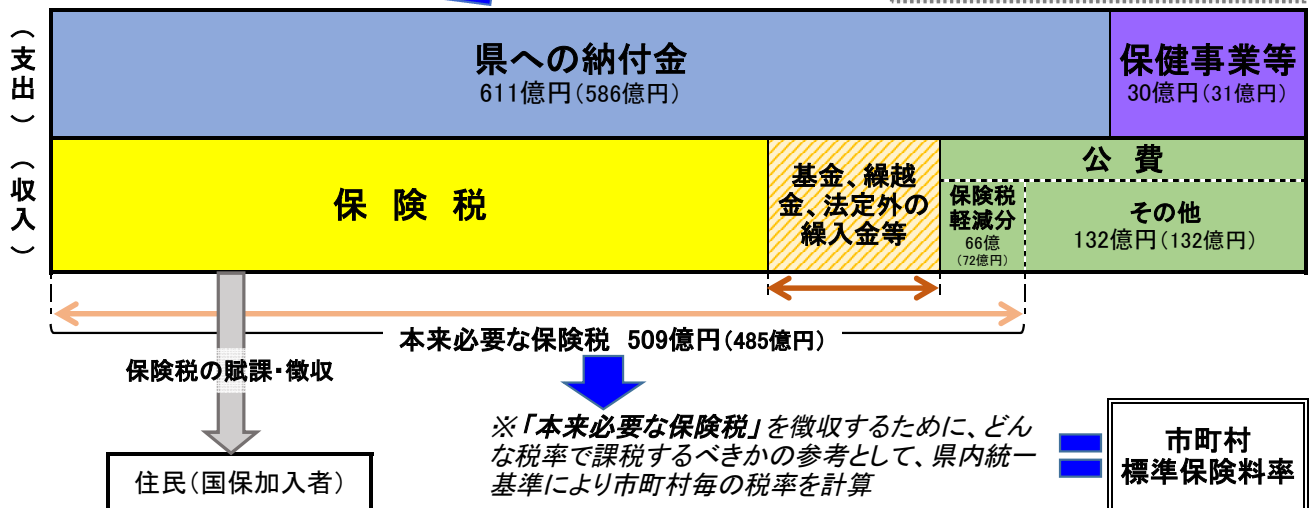 （支出）
県への納付金
611億円（586億円）
保健事業等
30億円（31億円）
（収入）
保険税
基金、繰越
金、法定外の
繰入金等
公費
保険税
軽減分
66億
（72億円）
その他
132億円（132億円）
本来必要な保険税 509億円（485億円）
保険税の賦課・徴収
住民（国保加入者）
※「本来必要な保険税」を徴収するために、どん
な税率で課税するべきかの参考として、県内統一
基準により市町村毎の税率を計算
市町村
標準保険料率